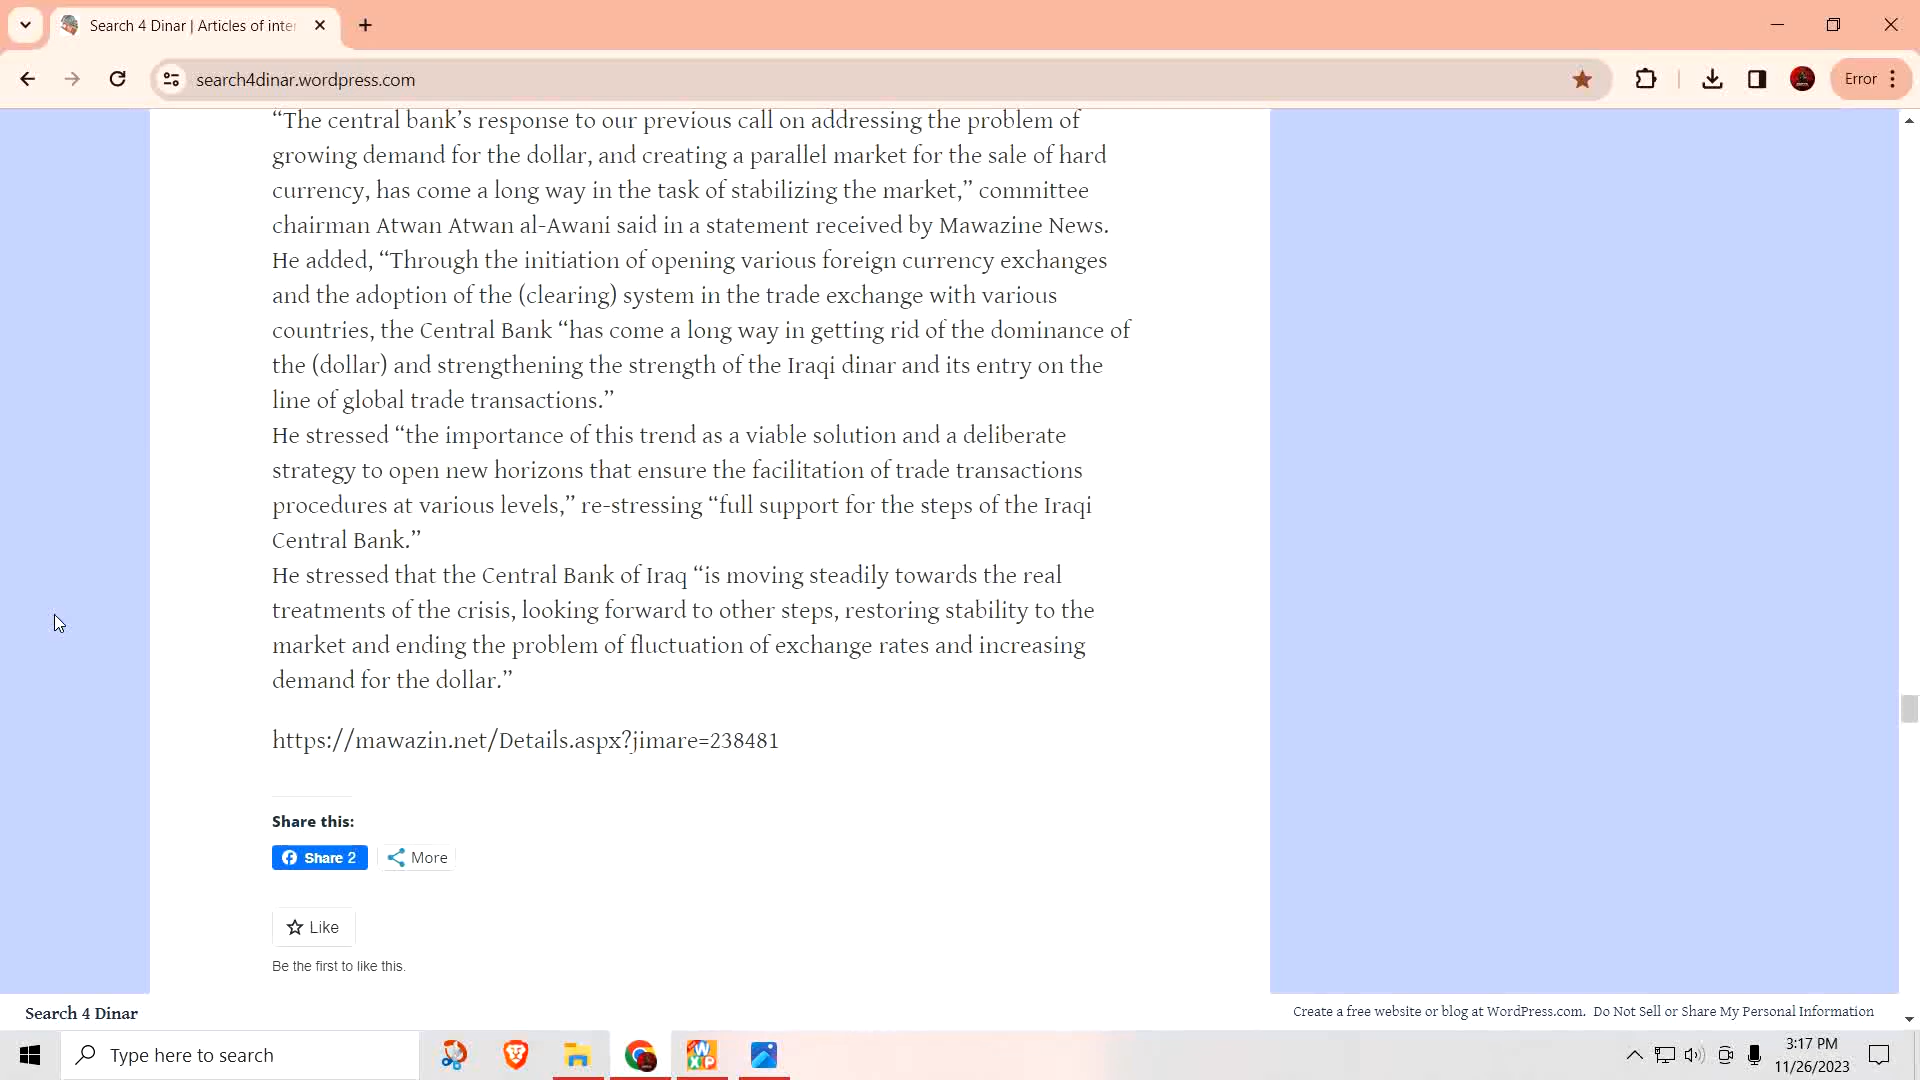 Search 4 Dinar | Articles of inter
search4dinar.wordpress.com
Error
“The central bank’s response to our previous call on addressing the problem of
growing demand for the dollar, and creating a parallel market for the sale of hard
currency, has come a long way in the task of stabilizing the market,” committee
chairman Atwan Atwan al-Awani said in a statement received by Mawazine News.
He added, “Through the initiation of opening various foreign currency exchanges
and the adoption of the (clearing) system in the trade exchange with various
countries, the Central Bank “has come a long way in getting rid of the dominance of
the (dollar) and strengthening the strength of the Iraqi dinar and its entry on the
line of global trade transactions.”
He stressed “the importance of this trend as a viable solution and a deliberate
strategy to open new horizons that ensure the facilitation of trade transactions
procedures at various levels,” re-stressing “full support for the steps of the Iraqi
Central Bank.”
He stressed that the Central Bank of Iraq “is moving steadily towards the real
treatments of the crisis, looking forward to other steps, restoring stability to the
market and ending the problem of fluctuation of exchange rates and increasing
demand for the dollar.”
https://mawazin.net/Details.aspx?jimare=238481
Share this:
Share 2 More
Like
Be the first to like this.
Search 4 Dinar
Create a free website or blog at WordPress.com. Do Not Sell or Share My Personal Information
Type here to search
W
XP
3:17 PM
11/26/2023